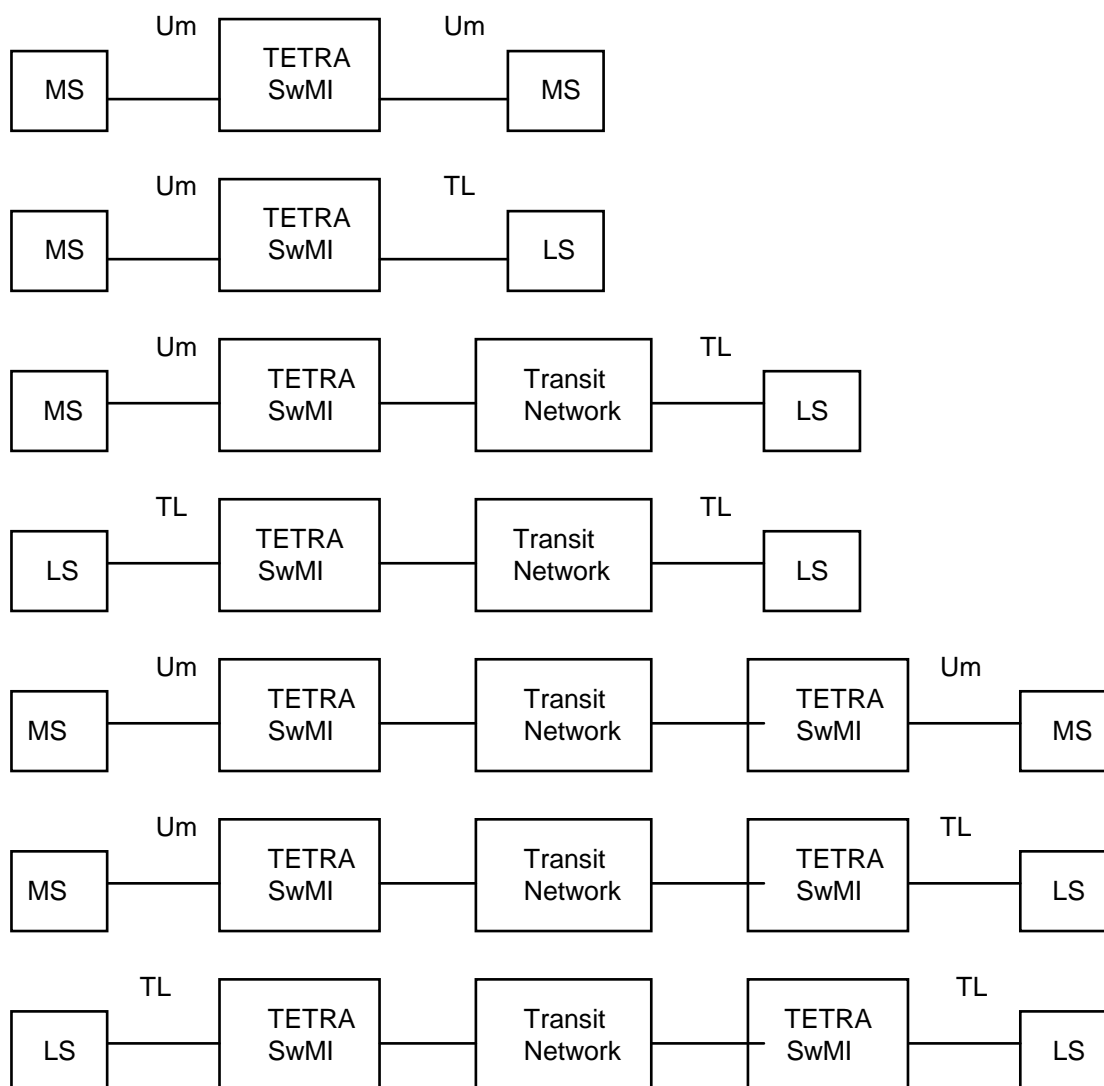 Um Um
MS TETRA SwMI MS
Um TL
MS TETRA SwMI LS
Um TL
MS TETRA SwMI Transit Network LS
TL TL
LS TETRA SwMI Transit Network LS
Um Um
MS TETRA SwMI Transit Network TETRA SwMI MS
Um TL
MS TETRA SwMI Transit Network TETRA SwMI LS
TL TL
LS TETRA SwMI Transit Network TETRA SwMI LS